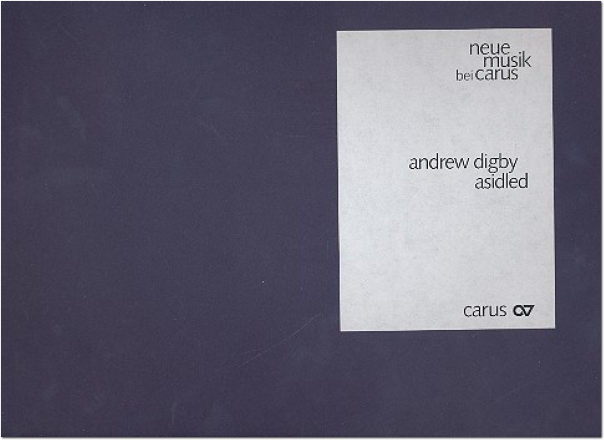 neue
musik
bei carus
andrew digby
asidled
carus